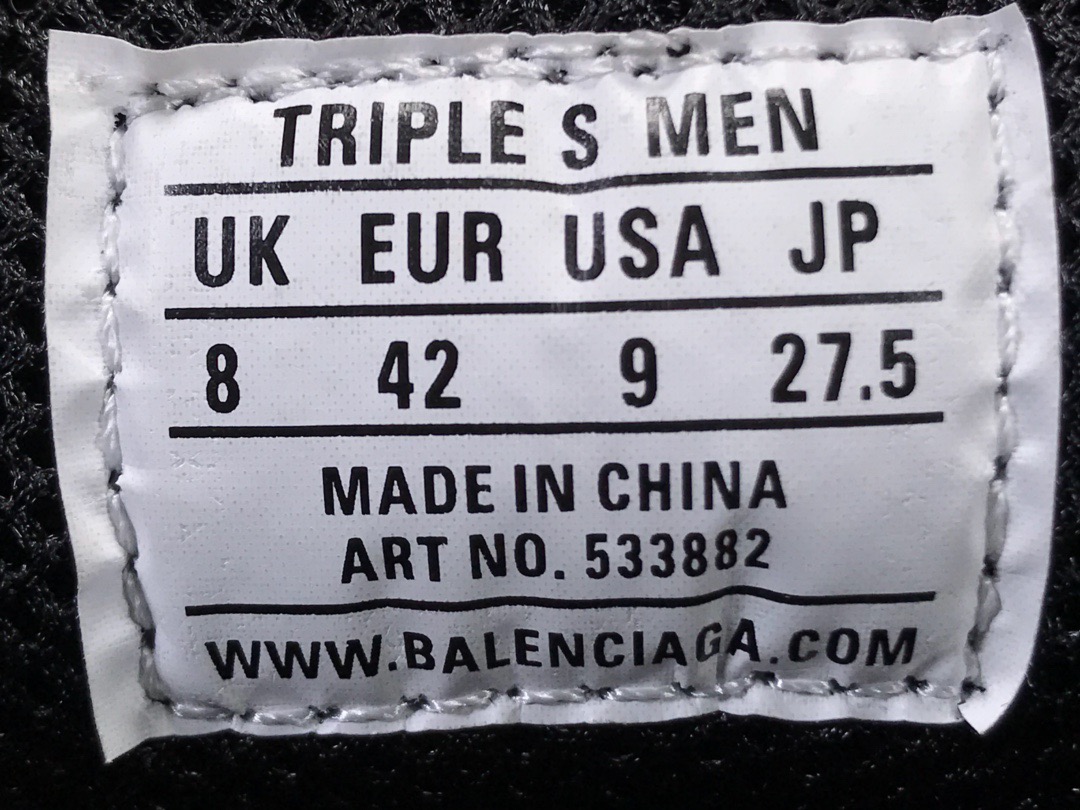 TRIPLE S MEN
UK EUR USA JP
8 42 9 27.5
MADE IN CHINA
ART NO. 533882
WWW.BALENCIAGA.COM